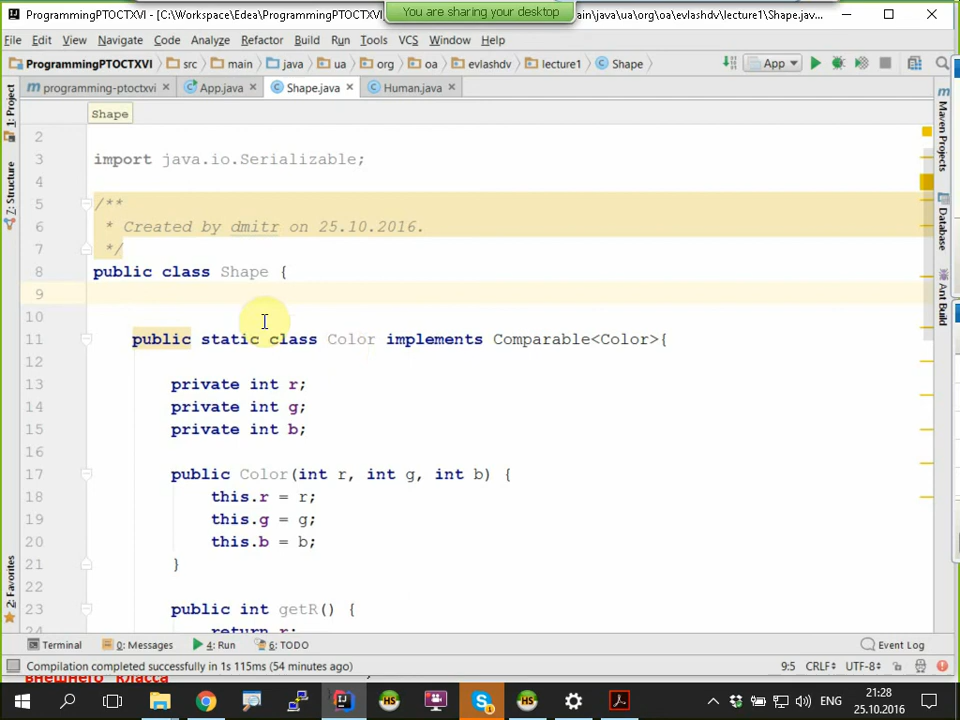 ProgrammingPTOCTXVI - [C:\Workspace\Edea\ProgrammingPTOCTXVI
You are sharing your desktop
ain\java\ua\org\oa\evlashdv\lecture1\Shape.jav...
File Edit View Navigate Code Analyze Refactor Build Run Tools VCS Window Help
ProgrammingPTOCTXVI src main java ua org oa evlashdv lecture1 Shape App
programming-ptoctxvi App.java Shape.java Human.java
1: Project
7: Structure
2: Favorites
Shape
2
3 import java.io.Serializable;
4
5 /**
6 * Created by dmitr on 25.10.2016.
7 */
8 public class Shape {
9
10
11 public static class Color implements Comparable<Color>{
12
13 private int r;
14 private int g;
15 private int b;
16
17 public Color(int r, int g, int b) {
18 this.r = r;
19 this.g = g;
20 this.b = b;
21 }
22
23 public int getR() {
24 return r;
Maven Projects
Database
Ant Build
Terminal 0: Messages 4: Run 6: TODO Event Log
Compilation completed successfully in 1s 115ms (54 minutes ago) 9:5 CRLF UTF-8
внешнего класса
ENG
21:28
25.10.2016